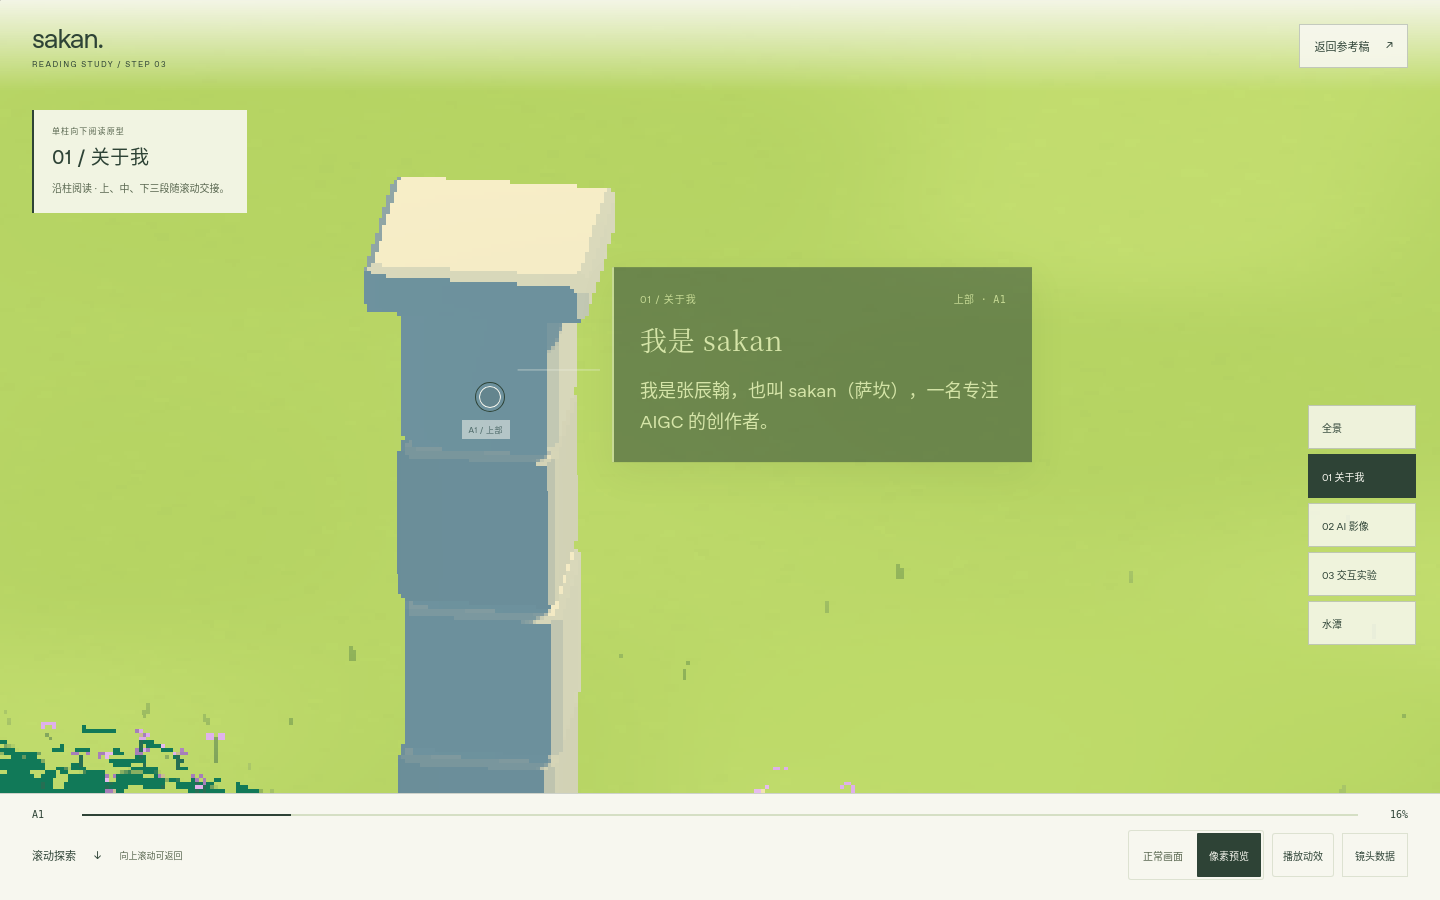 sakan.
READING STUDY / STEP 03
返回参考稿 ↗
单柱向下阅读原型
01 / 关于我
沿柱阅读 · 上、中、下三段随滚动交接。
01 / 关于我
上部 · A1
我是 sakan
我是张辰翰，也叫 sakan（萨坎），一名专注
AIGC 的创作者。
A1 / 上部
全景
01 关于我
02 AI 影像
03 交互实验
水潭
A1
16%
滚动探索 ↓ 向上滚动可返回
正常画面
像素预览
播放动效
镜头数据